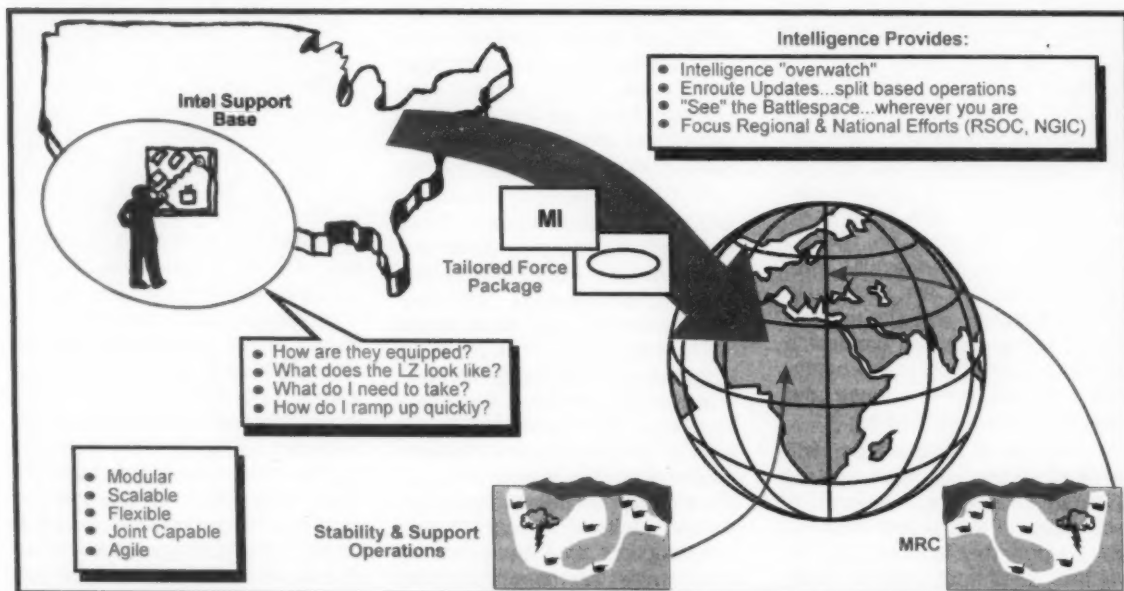 Intelligence Provides:
● Intelligence "overwatch"
● Enroute Updates...split based operations
● "See" the Battlespace...wherever you are
● Focus Regional & National Efforts (RSOC, NGIC)
Intel Support
Base
MI
Tailored Force
Package
● How are they equipped?
● What does the LZ look like?
● What do I need to take?
● How do I ramp up quickly?
● Modular
● Scalable
● Flexible
● Joint Capable
● Agile
Stability & Support
Operations
MRC